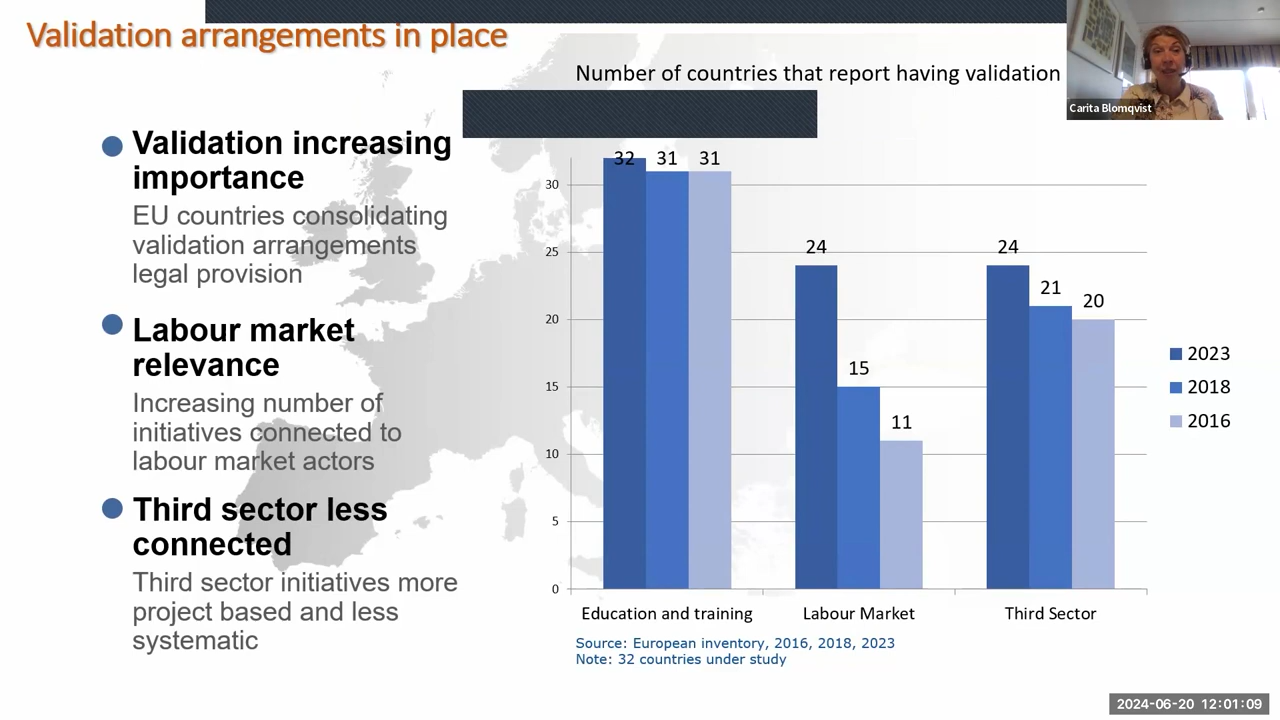 Validation arrangements in place
Number of countries that report having validation
Carita Blomqvist
Validation increasing
importance
EU countries consolidating
validation arrangements
legal provision
Labour market
relevance
Increasing number of
initiatives connected to
labour market actors
Third sector less
connected
Third sector initiatives more
project based and less
systematic
32 31 31
24 15 11
24 21 20
30
25
20
15
10
5
0
Education and training
Labour Market
Third Sector
2023
2018
2016
Source: European inventory, 2016, 2018, 2023
Note: 32 countries under study
2024-06-20 12:01:09